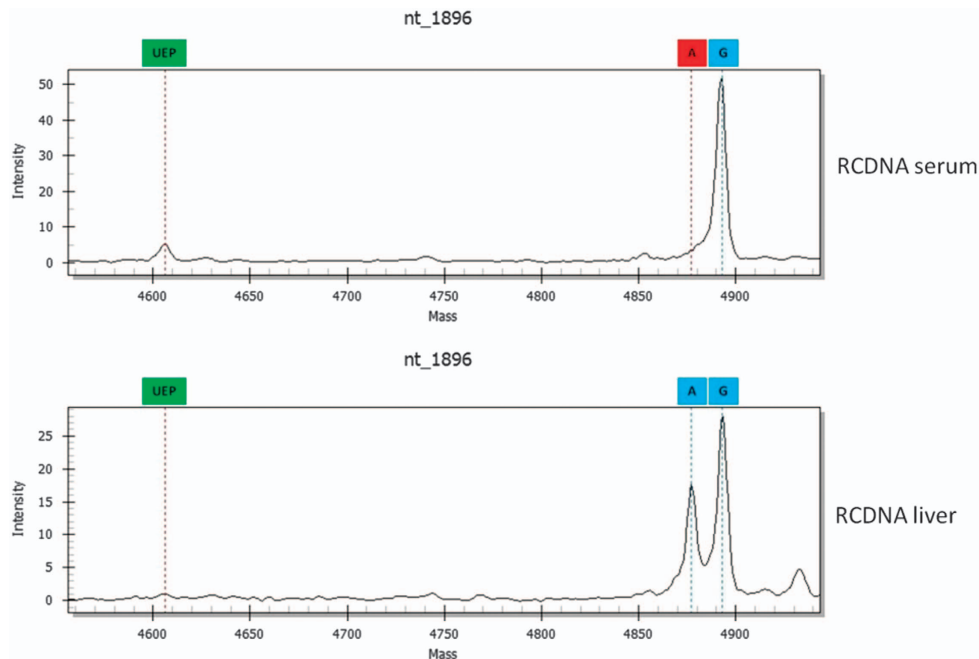 nt_1896
UEP A G
50
40
30
20
10
0
Intensity
4600 4650 4700 4750 4800 4850 4900
Mass
RCDNA serum
nt_1896
UEP A G
25
20
15
10
5
0
Intensity
4600 4650 4700 4750 4800 4850 4900
Mass
RCDNA liver